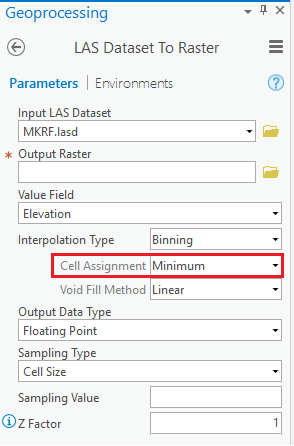 Geoprocessing
LAS Dataset To Raster
Parameters | Environments
Input LAS Dataset
MKRF.lasd
* Output Raster
Value Field
Elevation
Interpolation Type Binning
Cell Assignment Minimum
Void Fill Method Linear
Output Data Type
Floating Point
Sampling Type
Cell Size
Sampling Value
Z Factor 1